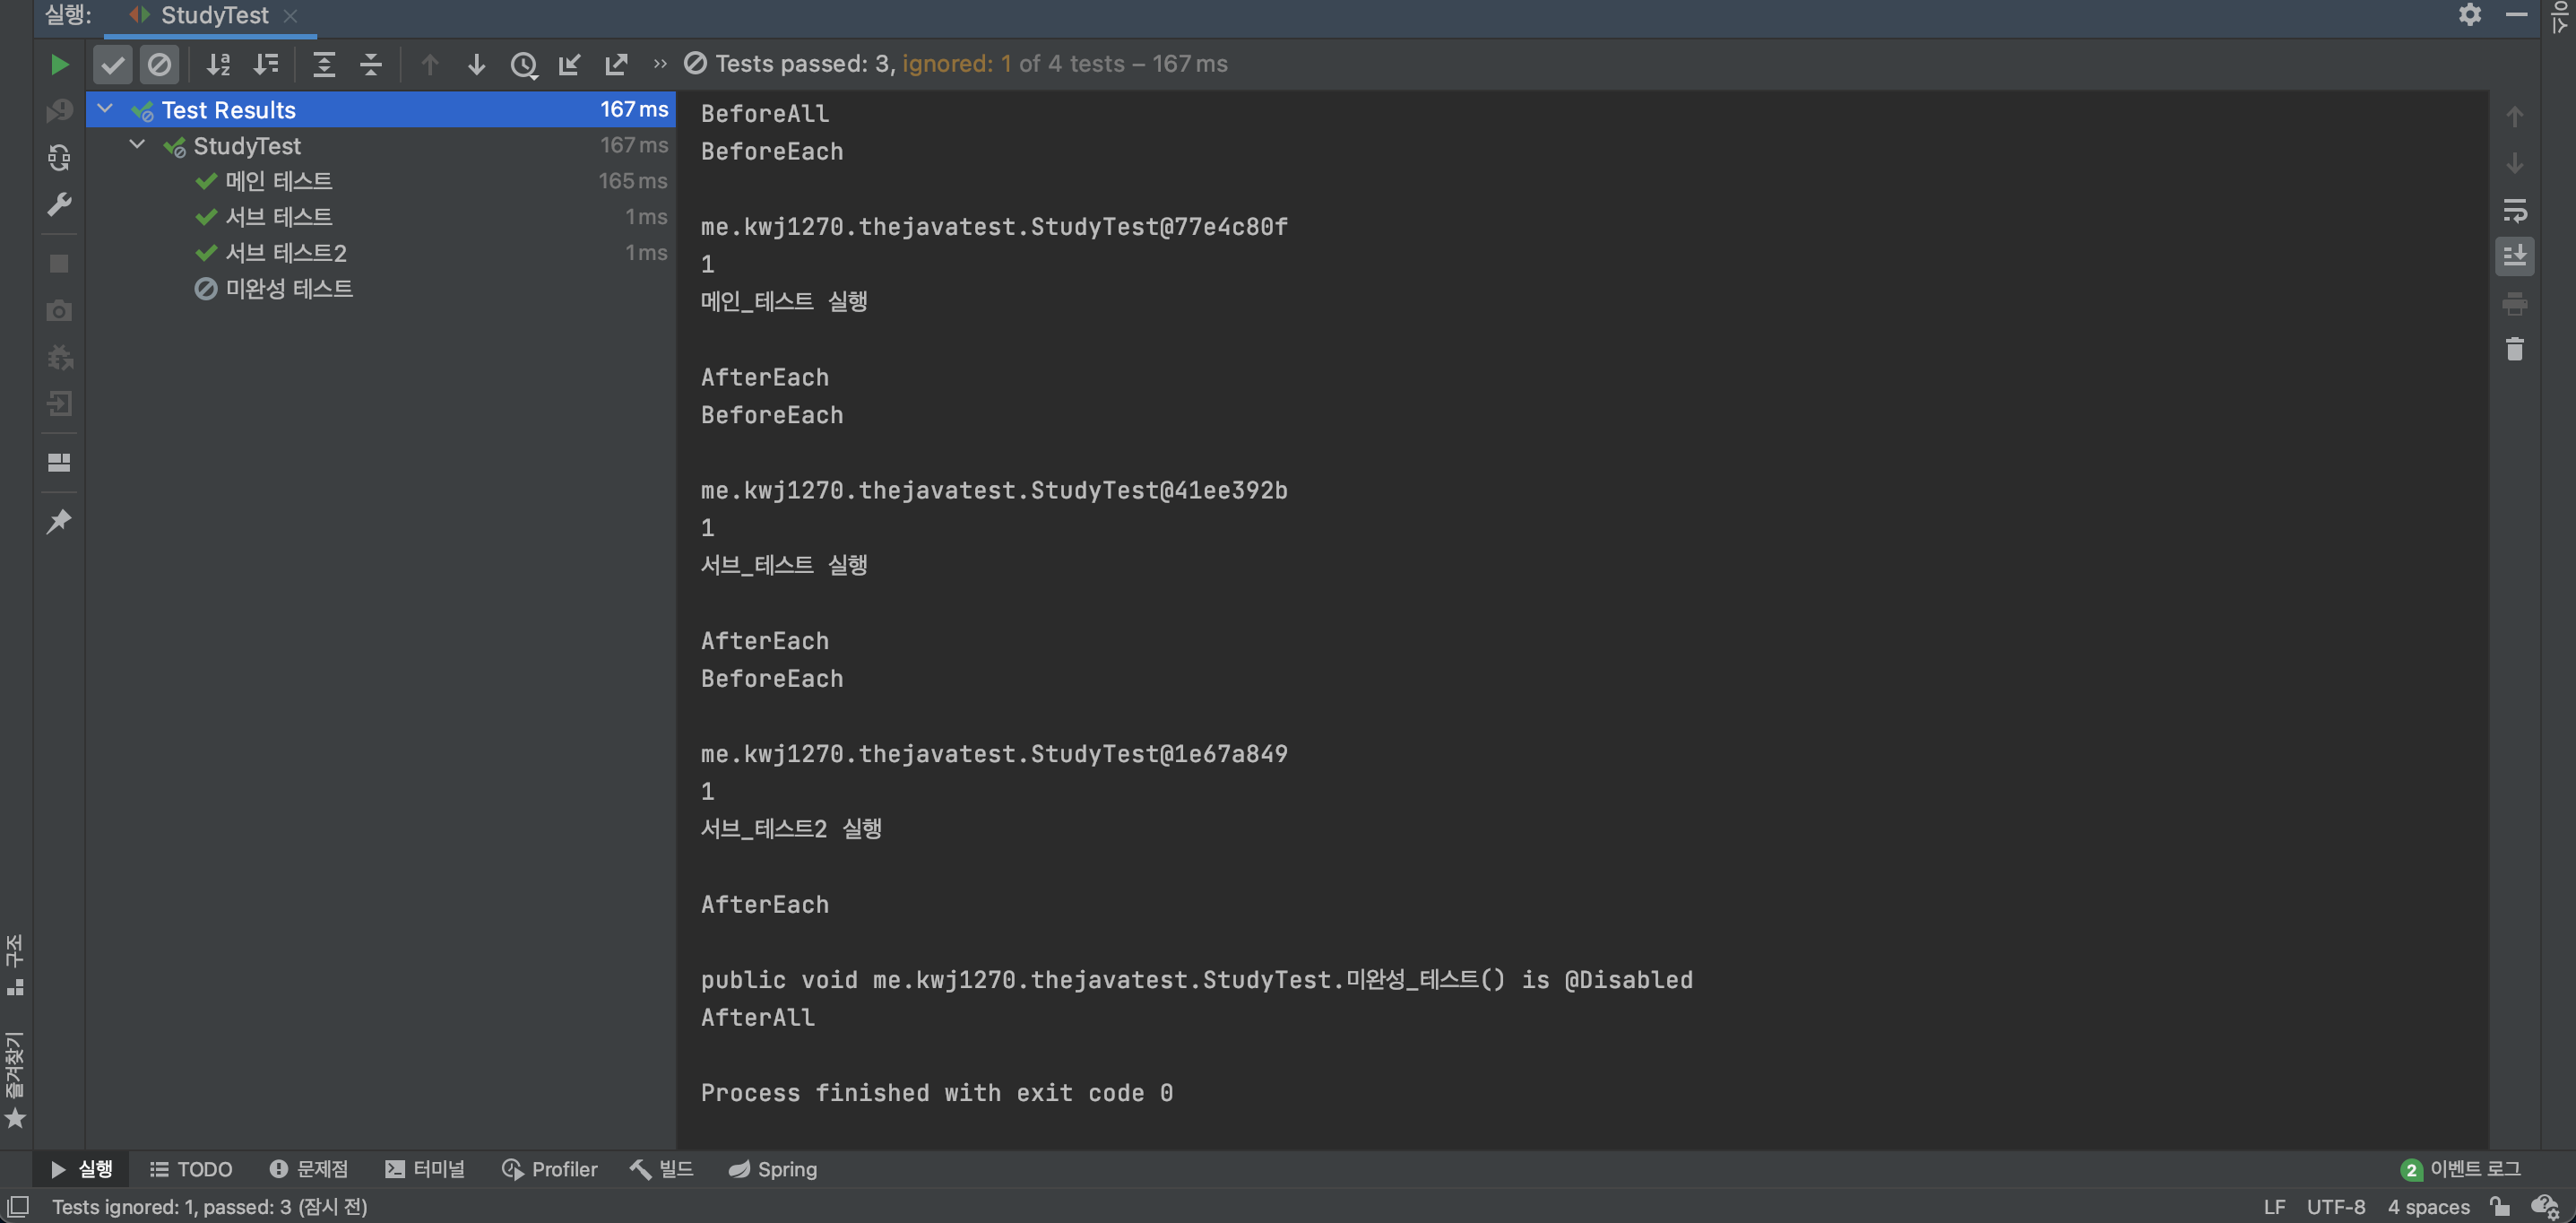 실행:
StudyTest
Tests passed: 3, ignored: 1 of 4 tests – 167 ms
Test Results 167 ms
StudyTest 167 ms
메인 테스트 165 ms
서브 테스트 1 ms
서브 테스트2 1 ms
미완성 테스트
BeforeAll
BeforeEach
me.kwj1270.thejavatest.StudyTest@77e4c80f
1
메인_테스트 실행
AfterEach
BeforeEach
me.kwj1270.thejavatest.StudyTest@41ee392b
1
서브_테스트 실행
AfterEach
BeforeEach
me.kwj1270.thejavatest.StudyTest@1e67a849
1
서브_테스트2 실행
AfterEach
public void me.kwj1270.thejavatest.StudyTest.미완성_테스트() is @Disabled
AfterAll
Process finished with exit code 0
구조
즐겨찾기
실행 TODO 문제점 터미널 Profiler 빌드 Spring
2 이벤트 로그
Tests ignored: 1, passed: 3 (잠시 전)
LF UTF-8 4 spaces